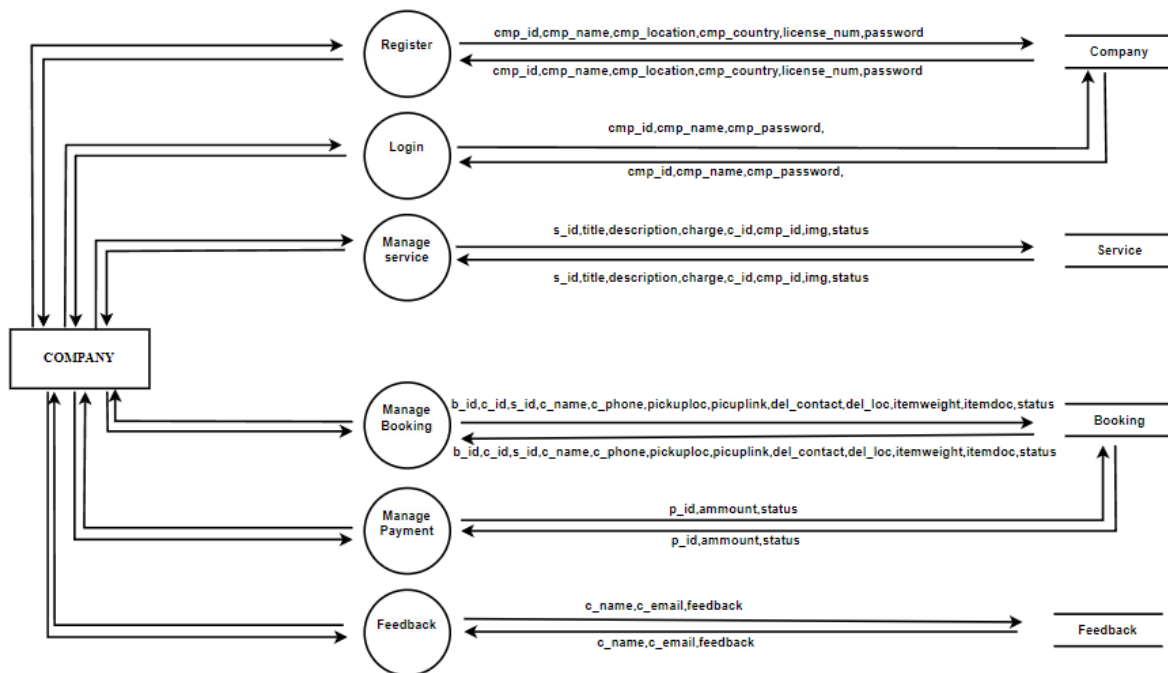 cmp_id,cmp_name,cmp_location,cmp_country,license_num,password
Register
Company
cmp_id,cmp_name,cmp_location,cmp_country,license_num,password
cmp_id,cmp_name,cmp_password,
Login
cmp_id,cmp_name,cmp_password,
s_id,title,description,charge,c_id,cmp_id,img,status
Manage
service
Service
s_id,title,description,charge,c_id,cmp_id,img,status
COMPANY
b_id,c_id,s_id,c_name,c_phone,pickuploc,picuplink,del_contact,del_loc,itemweight,itemdoc,status
Manage
Booking
Booking
b_id,c_id,s_id,c_name,c_phone,pickuploc,picuplink,del_contact,del_loc,itemweight,itemdoc,status
p_id,ammount,status
Manage
Payment
p_id,ammount,status
c_name,c_email,feedback
Feedback
Feedback
c_name,c_email,feedback